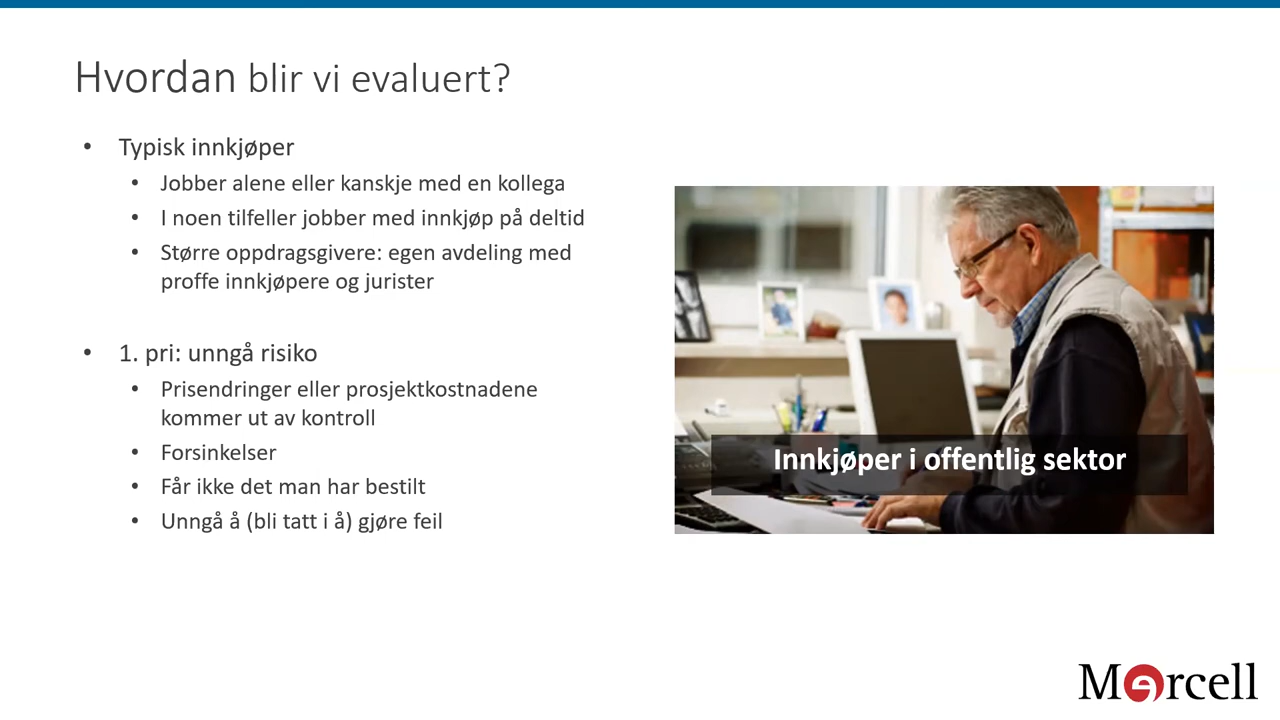 Hvordan blir vi evaluert?
• Typisk innkjøper
• Jobber alene eller kanskje med en kollega
• I noen tilfeller jobber med innkjøp på deltid
• Større oppdragsgivere: egen avdeling med
proffe innkjøpere og jurister
• 1. pri: unngå risiko
• Prisendringer eller prosjektkostnadene
kommer ut av kontroll
• Forsinkelser
• Får ikke det man har bestilt
• Unngå å (bli tatt i å) gjøre feil
Innkjøper i offentlig sektor
Mercell